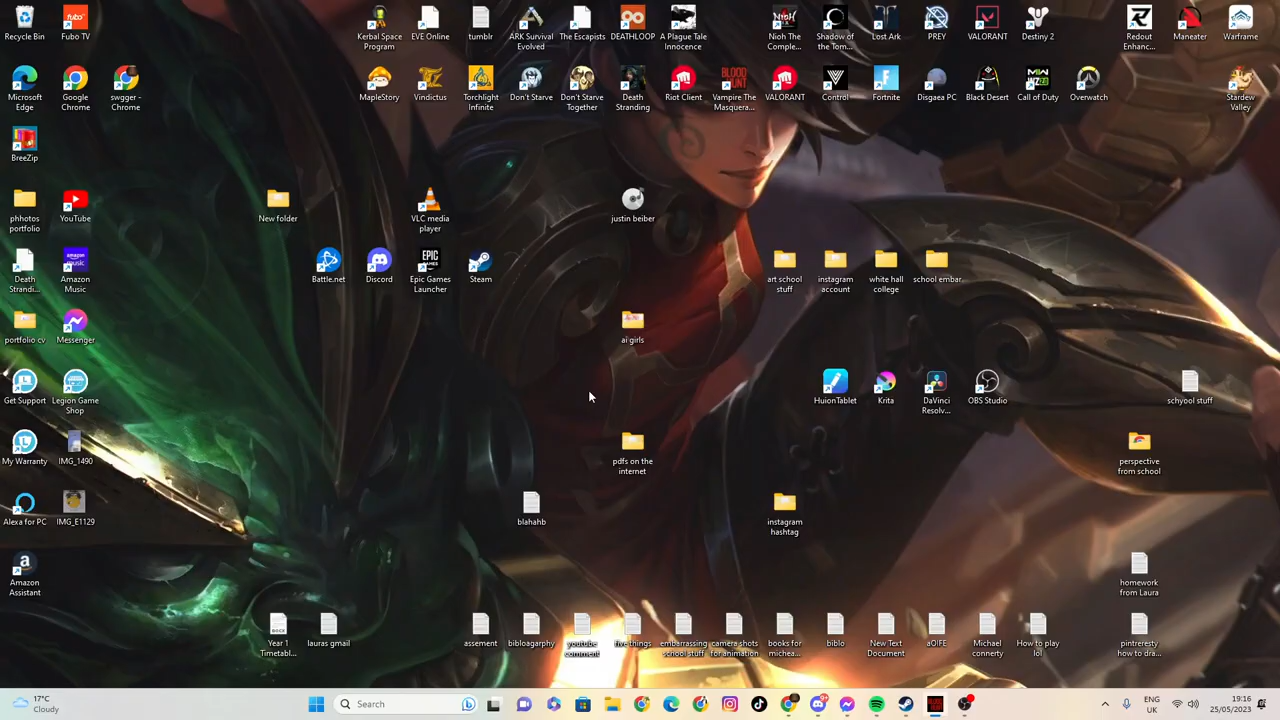 Recycle Bin
Fubo TV
Kerbal Space
Program
EVE Online
tumblr
ARK Survival
Evolved
The Escapists
DEATHLOOP
A Plague Tale
Innocence
Nioh The
Comple...
Shadow of
the Tom...
Lost Ark
PREY
VALORANT
Destiny 2
Redout
Enhanc...
Maneater
Warframe
Microsoft
Edge
Google
Chrome
swgger -
Chrome
MapleStory
Vindictus
Torchlight
Infinite
Don't Starve
Don't Starve
Together
Death
Stranding
Riot Client
Vampire The
Masquera...
VALORANT
Control
Fortnite
Disgaea PC
Black Desert
Call of Duty
Overwatch
Stardew
Valley
BreeZip
phhotos
portfolio
YouTube
New folder
VLC media
player
justin beiber
Death
Strandi...
Amazon
Music
Battle.net
Discord
Epic Games
Launcher
Steam
art school
stuff
instagram
account
white hall
college
school embar
portfolio cv
Messenger
ai girls
Get Support
Legion Game
Shop
HuionTablet
Krita
DaVinci
Resolv...
OBS Studio
schyool stuff
My Warranty
IMG_1490
pdfs on the
internet
perspective
from school
Alexa for PC
IMG_E1129
blahahb
instagram
hashtag
Amazon
Assistant
homework
from Laura
Year 1
Timetabl...
lauras gmail
assement
bibloagarphy
youtube
comment
five things
embarrassing
school stuff
camera shots
for animation
books for
michea...
biblo
New Text
Document
aOIFE
Michael
connerty
How to play
lol
pintreresty
how to dra...
17°C
Cloudy
Search
ENG
UK
19:16
25/05/2023